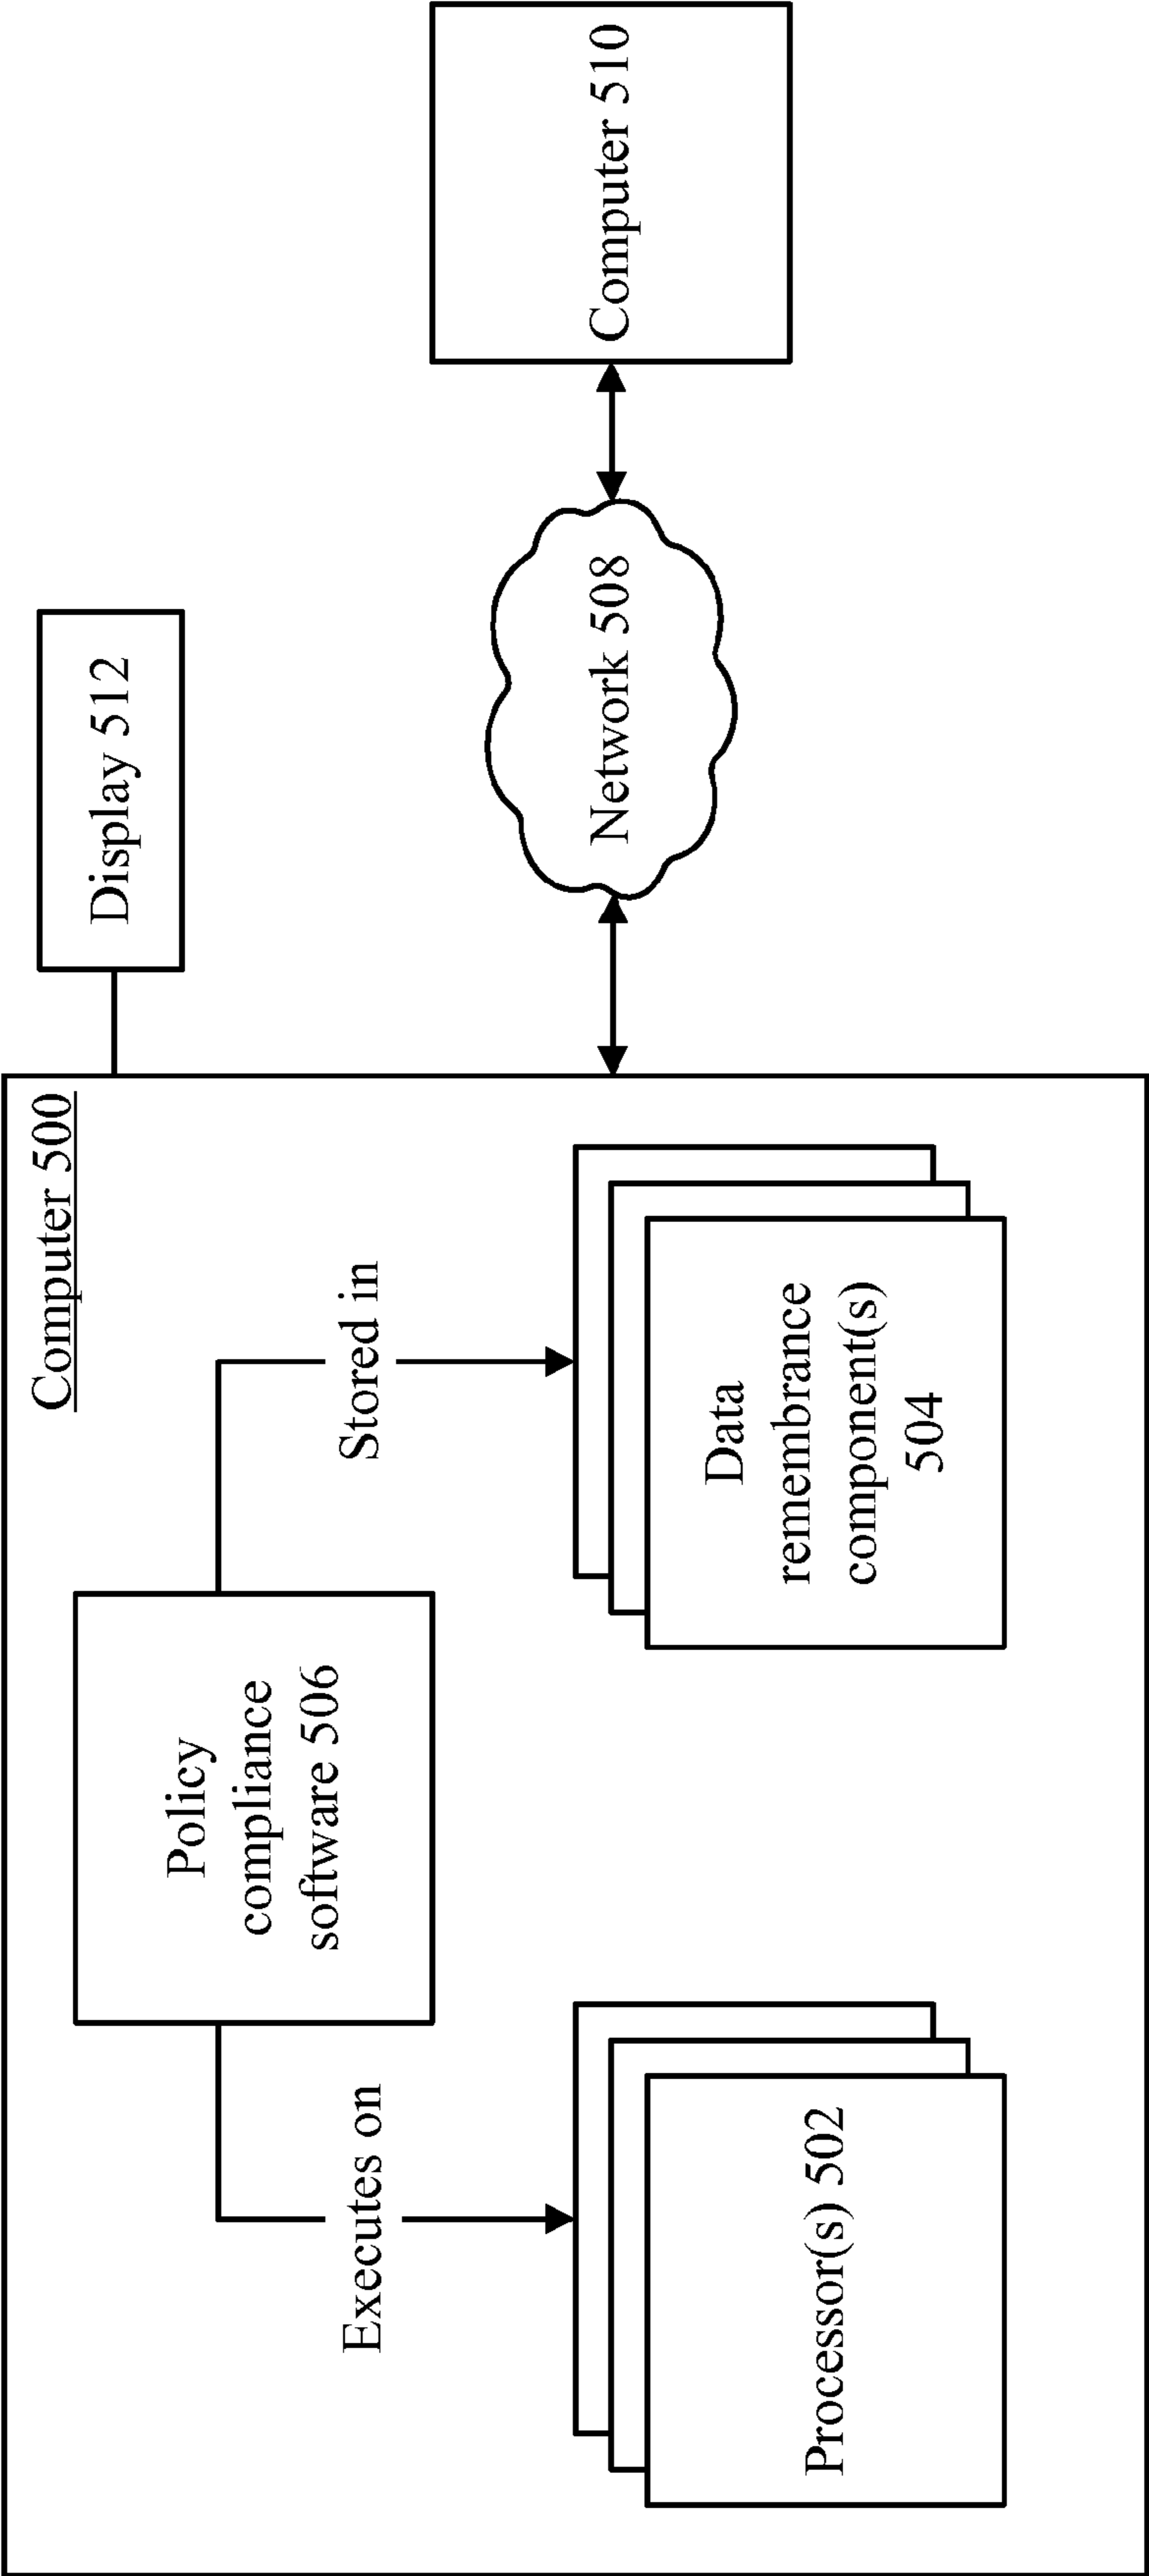 Computer 500
Policy
compliance
software 506
Executes on
Stored in
Processor(s) 502
Data
remembrance
component(s)
504
Display 512
Network 508
Computer 510